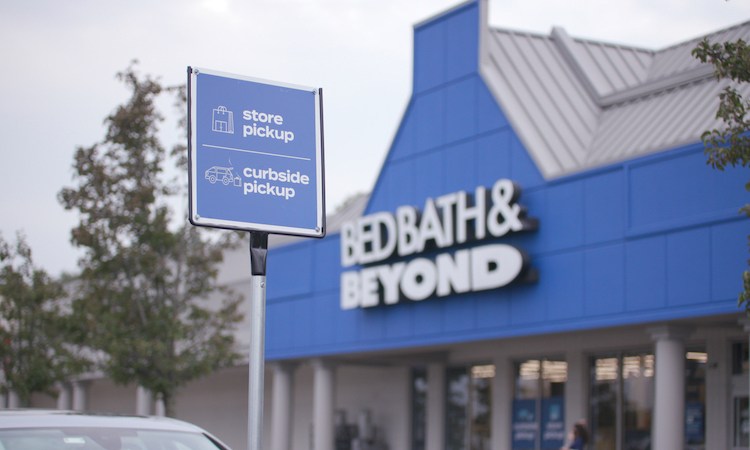 store
pickup
curbside
pickup
BED BATH &
BEYOND